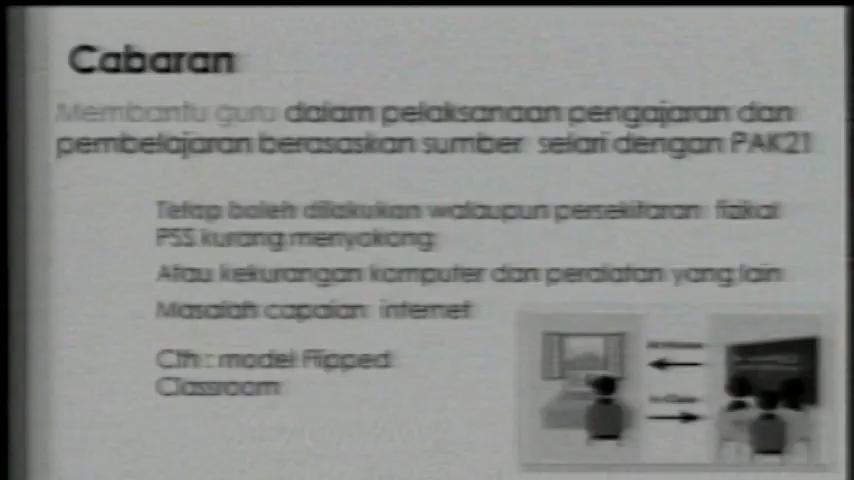 Cabaran
Membantu guru dalam pelaksanaan pengajaran dan
pembelajaran berasaskan sumber selari dengan PAK21
Tetap boleh dilakukan walaupun persekitaran fizikal
PSS kurang menyokong
Atau kekurangan komputer dan peralatan yang lain
Masalah capaian internet
Cth : model Flipped
Classroom